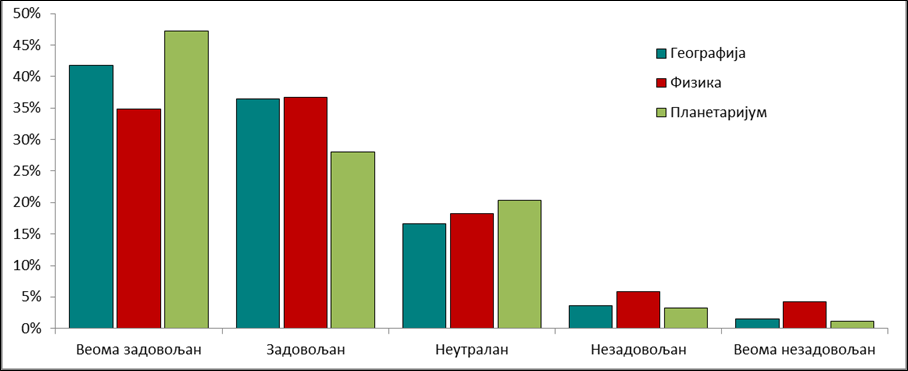 50%
45%
40%
35%
30%
25%
20%
15%
10%
5%
0%
Географија
Физика
Планетаријум
Веома задовољан
Задовољан
Неутралан
Незадовољан
Веома незадовољан